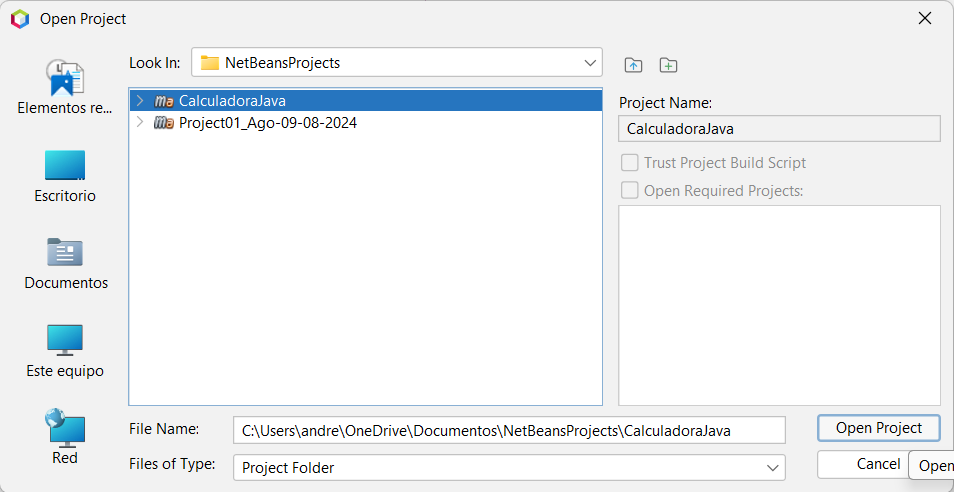 Open Project
Look In:
NetBeansProjects
Elementos re...
Escritorio
Documentos
Este equipo
Red
ma CalculadoraJava
ma Project01_Ago-09-08-2024
Project Name:
CalculadoraJava
Trust Project Build Script
Open Required Projects:
File Name:
C:\Users\andre\OneDrive\Documentos\NetBeansProjects\CalculadoraJava
Files of Type:
Project Folder
Open Project
Cancel
Open